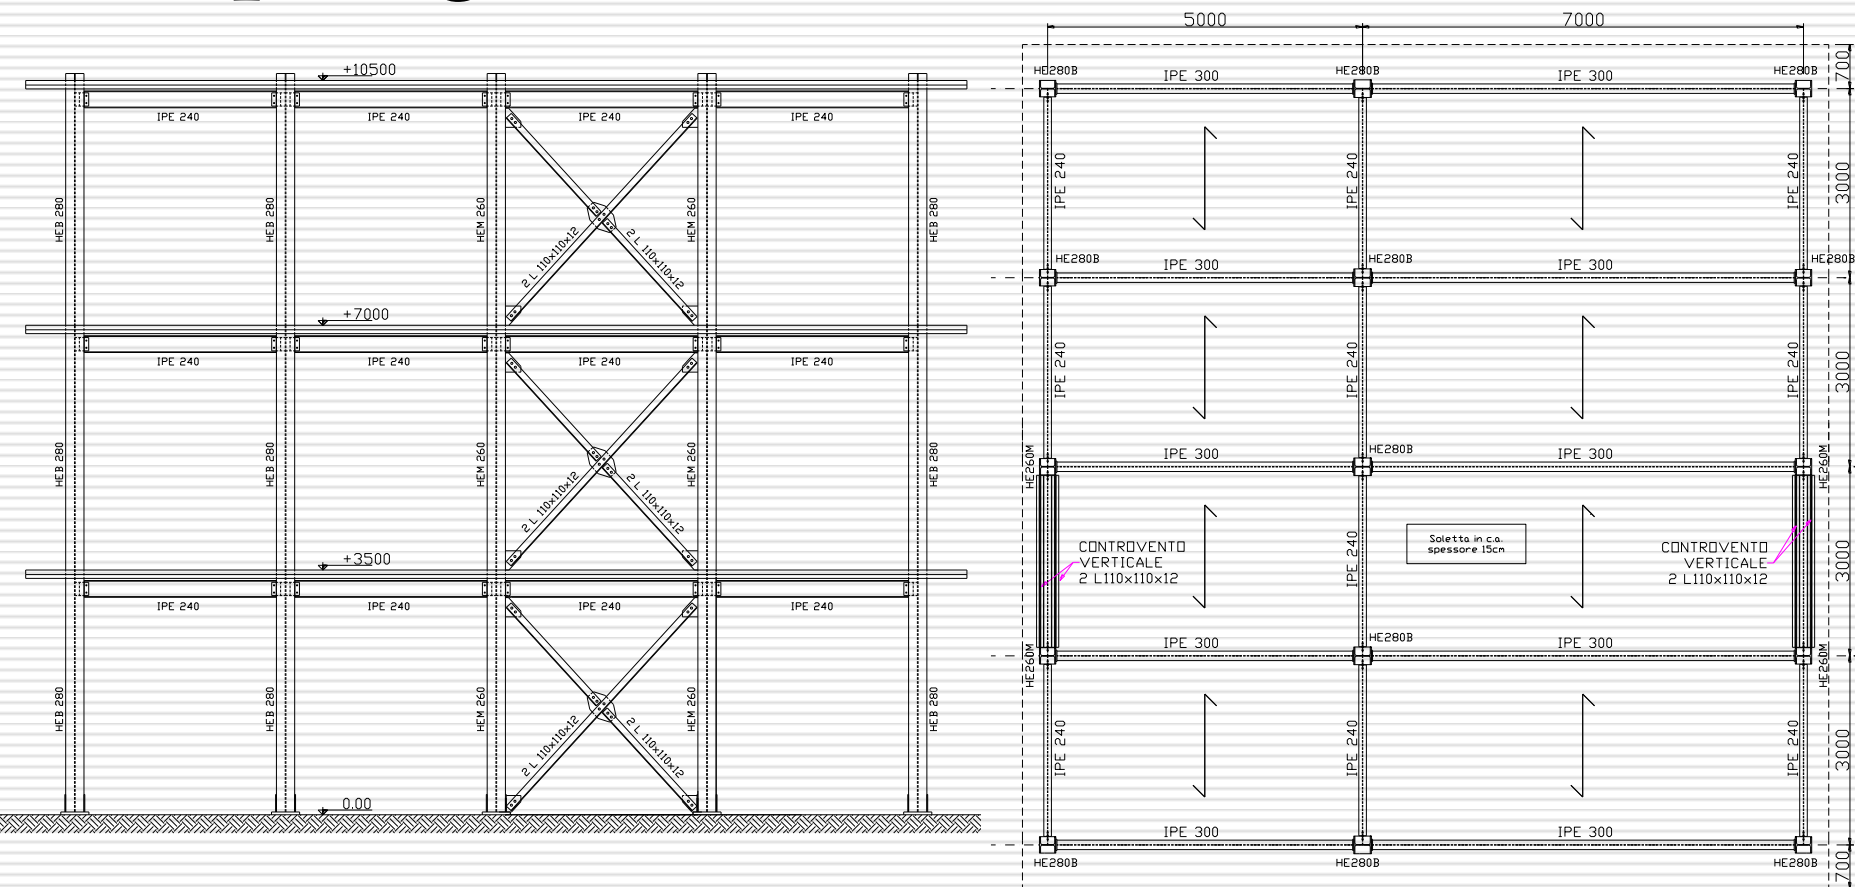 +10500
IPE 240
IPE 240
IPE 240
IPE 240
HEB 280
HEB 280
HEM 260
HEM 260
HEB 280
2 L 110x110x12
2 L 110x110x12
+7000
IPE 240
IPE 240
IPE 240
IPE 240
HEB 280
HEB 280
HEM 260
HEM 260
HEB 280
2 L 110x110x12
2 L 110x110x12
+3500
IPE 240
IPE 240
IPE 240
IPE 240
HEB 280
HEB 280
HEM 260
HEM 260
HEB 280
2 L 110x110x12
2 L 110x110x12
0.00
5000
7000
700
HE280B
IPE 300
HE280B
IPE 300
HE280B
IPE 240
IPE 240
IPE 240
3000
HE280B
IPE 300
HE280B
IPE 300
HE280B
IPE 240
IPE 240
IPE 240
3000
HE260M
IPE 300
HE280B
IPE 300
HE260M
CONTROVENTO
VERTICALE
2 L110x110x12
IPE 240
Soletta in c.a.
spessore 15cm
CONTROVENTO
VERTICALE
2 L110x110x12
3000
HE260M
IPE 300
HE280B
IPE 300
HE260M
IPE 240
IPE 240
IPE 240
3000
IPE 300
IPE 300
HE280B
HE280B
HE280B
700